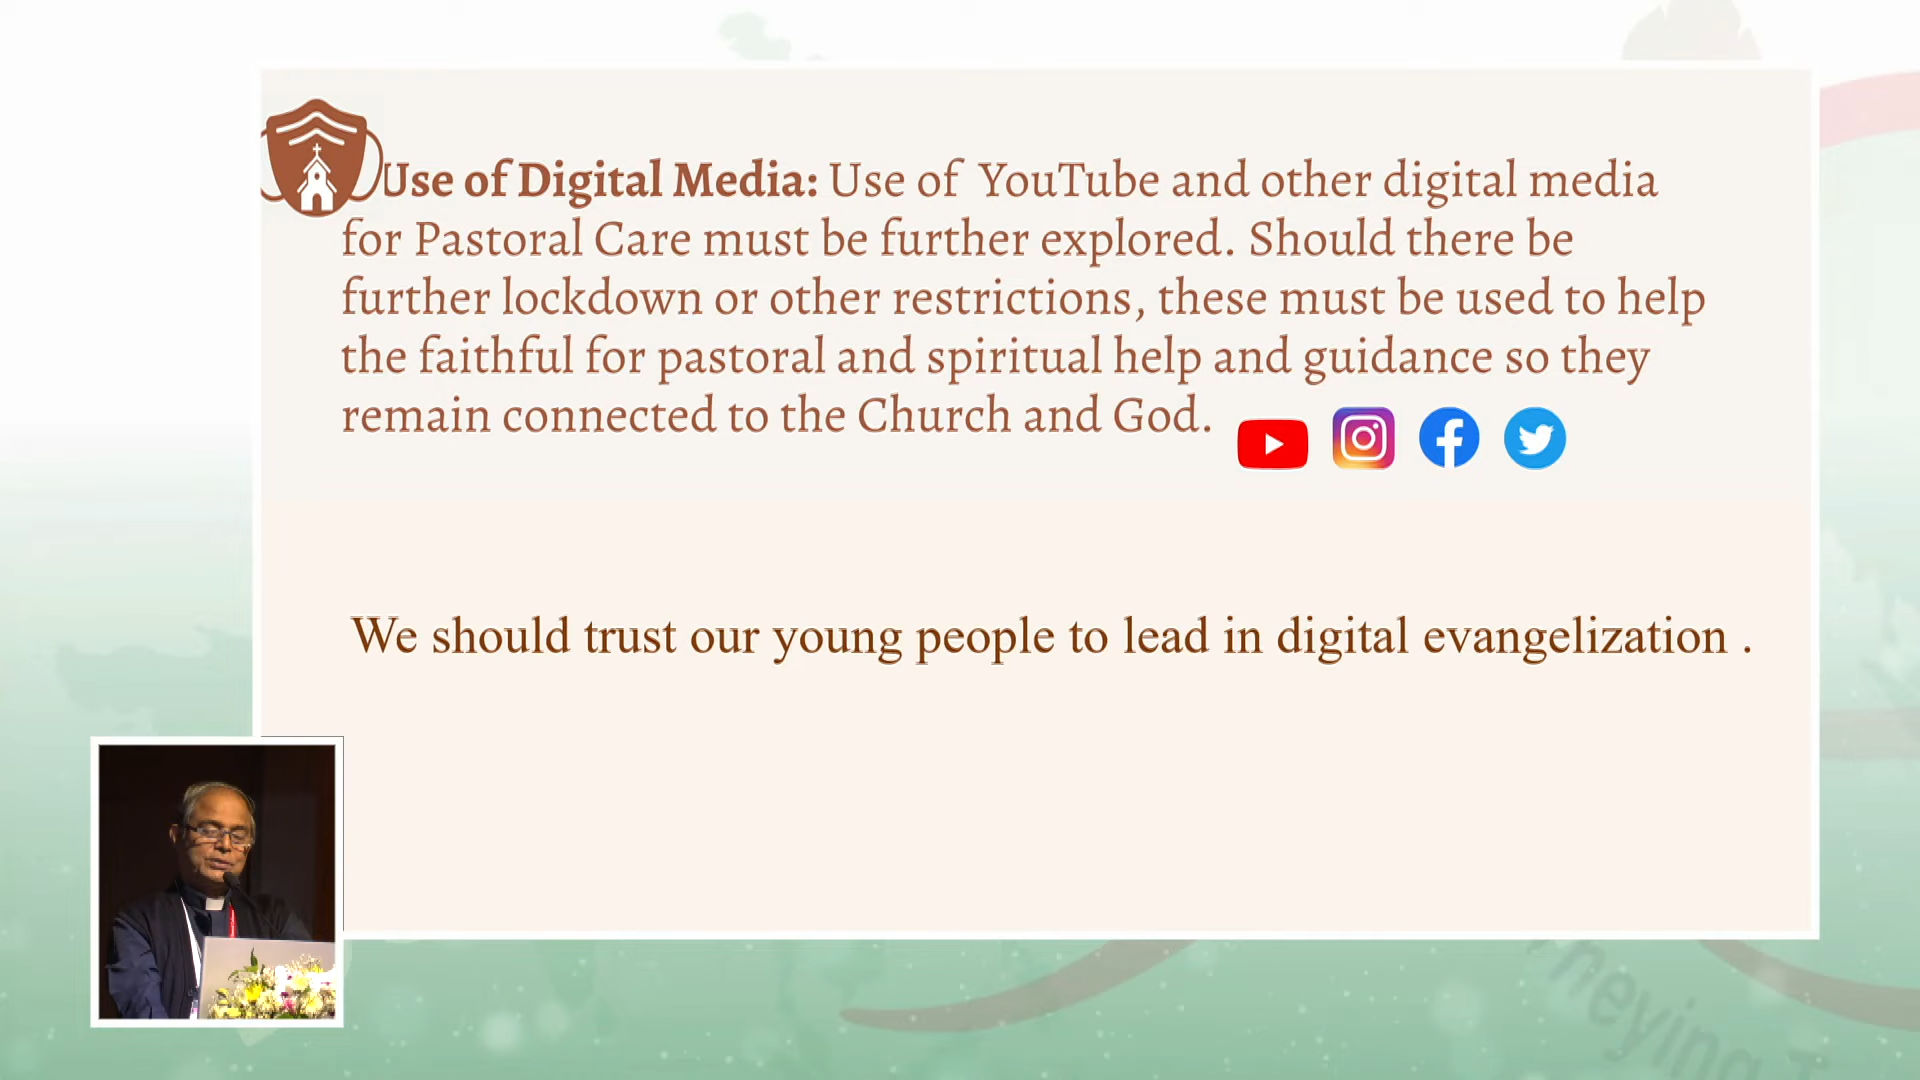 Use of Digital Media: Use of YouTube and other digital media
for Pastoral Care must be further explored. Should there be
further lockdown or other restrictions, these must be used to help
the faithful for pastoral and spiritual help and guidance so they
remain connected to the Church and God.
We should trust our young people to lead in digital evangelization .